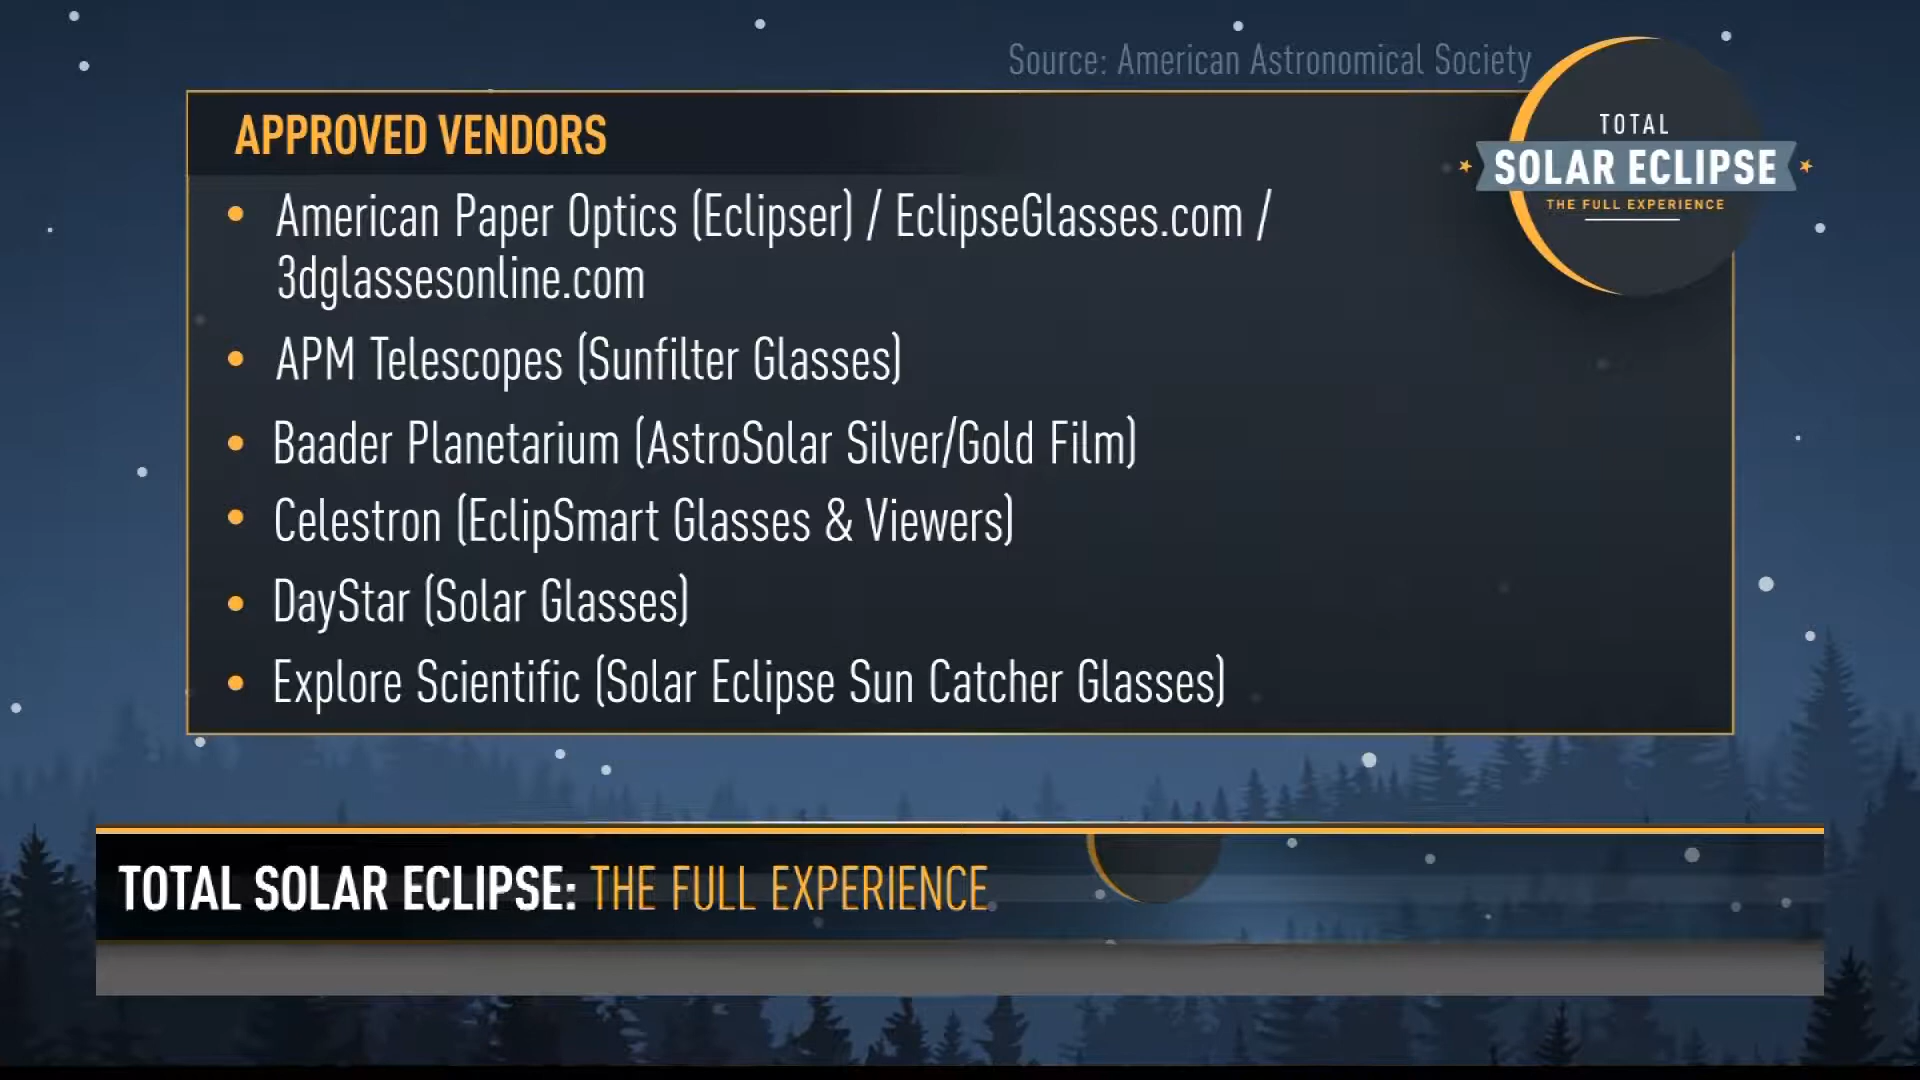 Source: American Astronomical Society
APPROVED VENDORS
TOTAL
SOLAR ECLIPSE
THE FULL EXPERIENCE
• American Paper Optics (Eclipser) / EclipseGlasses.com /
3dglassesonline.com
• APM Telescopes (Sunfilter Glasses)
• Baader Planetarium (AstroSolar Silver/Gold Film)
• Celestron (EclipSmart Glasses & Viewers)
• DayStar (Solar Glasses)
• Explore Scientific (Solar Eclipse Sun Catcher Glasses)
TOTAL SOLAR ECLIPSE: THE FULL EXPERIENCE